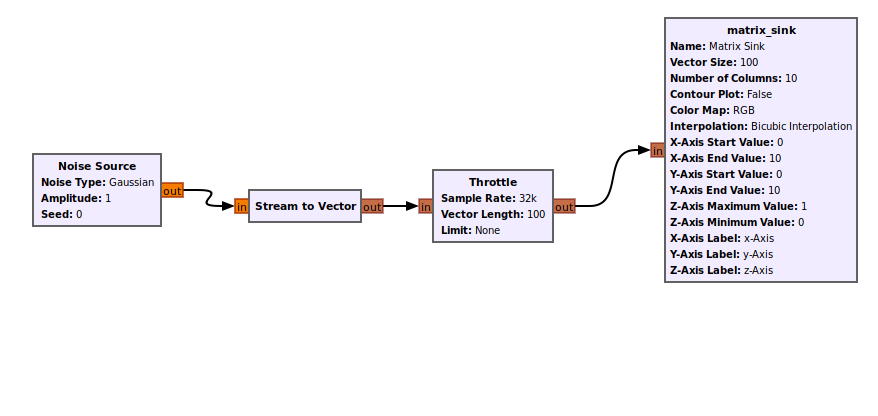 Noise Source
Noise Type: Gaussian
Amplitude: 1
Seed: 0
out
in
Stream to Vector
out
in
Throttle
Sample Rate: 32k
Vector Length: 100
Limit: None
out
in
matrix_sink
Name: Matrix Sink
Vector Size: 100
Number of Columns: 10
Contour Plot: False
Color Map: RGB
Interpolation: Bicubic Interpolation
X-Axis Start Value: 0
X-Axis End Value: 10
Y-Axis Start Value: 0
Y-Axis End Value: 10
Z-Axis Maximum Value: 1
Z-Axis Minimum Value: 0
X-Axis Label: x-Axis
Y-Axis Label: y-Axis
Z-Axis Label: z-Axis